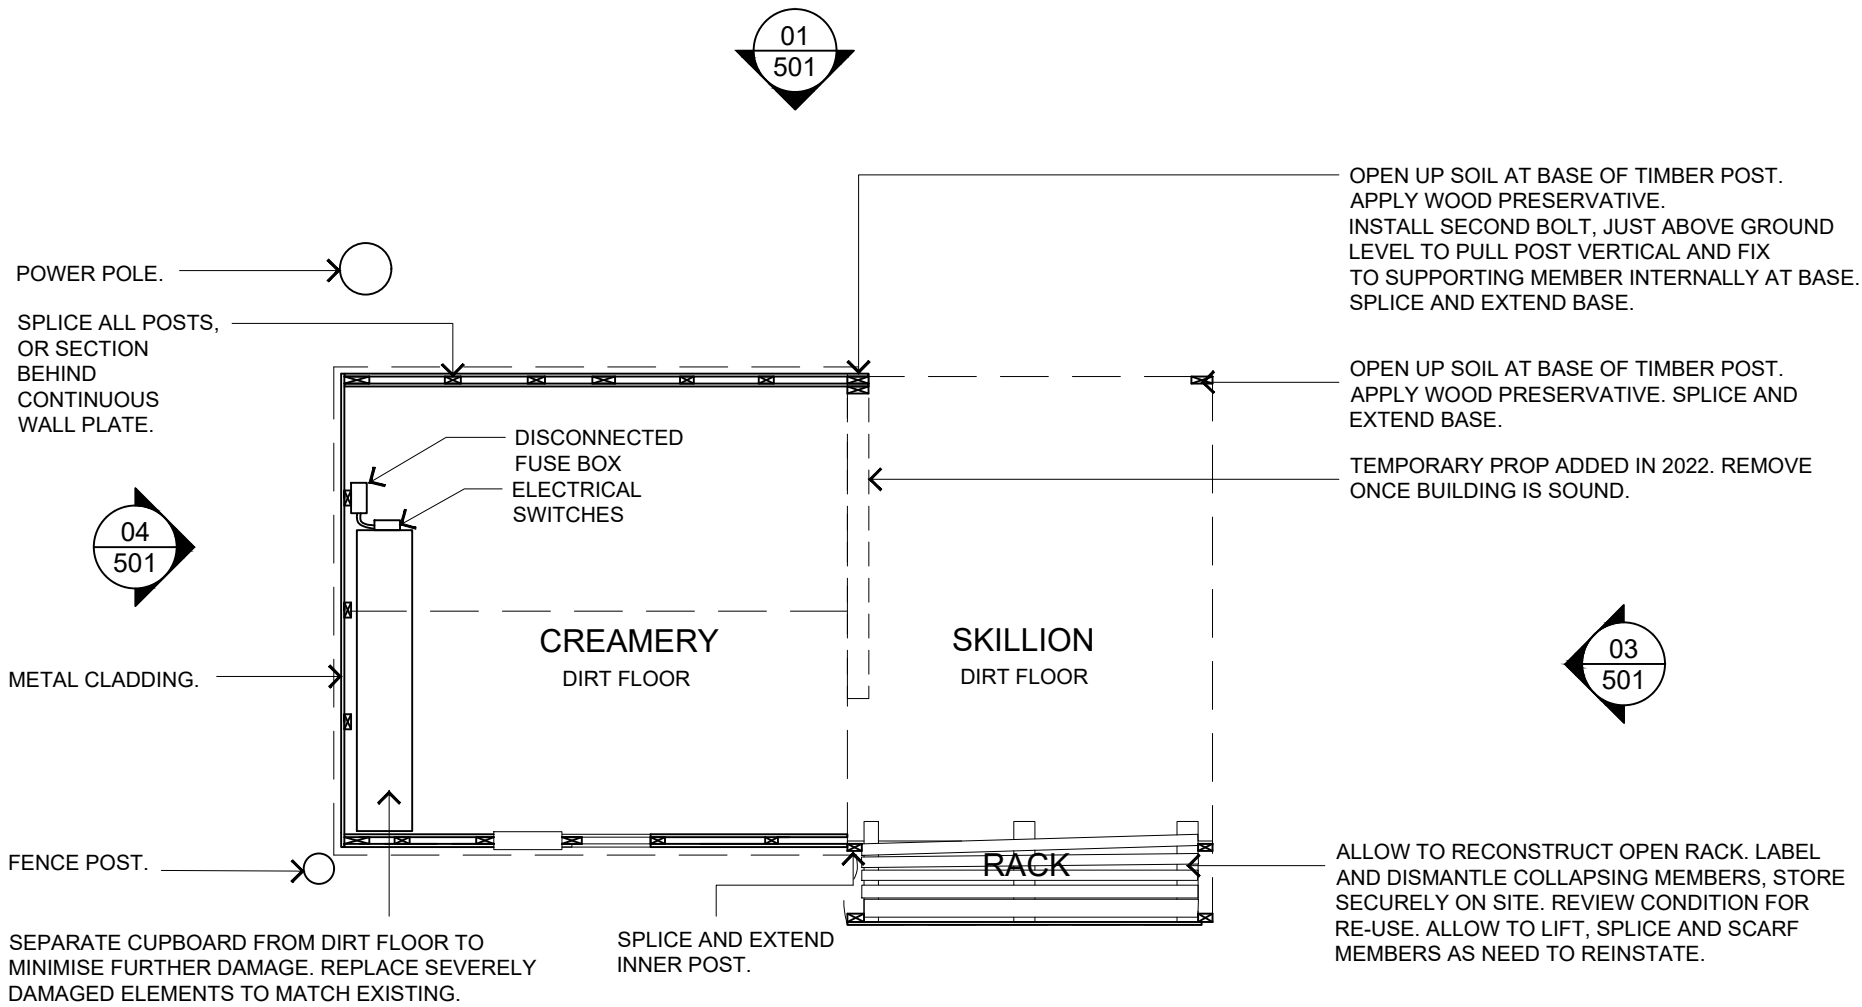 01
501
OPEN UP SOIL AT BASE OF TIMBER POST.
APPLY WOOD PRESERVATIVE.
INSTALL SECOND BOLT, JUST ABOVE GROUND
LEVEL TO PULL POST VERTICAL AND FIX
TO SUPPORTING MEMBER INTERNALLY AT BASE.
SPLICE AND EXTEND BASE.
POWER POLE.
SPLICE ALL POSTS,
OR SECTION
BEHIND
CONTINUOUS
WALL PLATE.
OPEN UP SOIL AT BASE OF TIMBER POST.
APPLY WOOD PRESERVATIVE. SPLICE AND
EXTEND BASE.
DISCONNECTED
FUSE BOX
ELECTRICAL
SWITCHES
TEMPORARY PROP ADDED IN 2022. REMOVE
ONCE BUILDING IS SOUND.
04
501
CREAMERY
DIRT FLOOR
SKILLION
DIRT FLOOR
03
501
METAL CLADDING.
FENCE POST.
RACK
ALLOW TO RECONSTRUCT OPEN RACK. LABEL
AND DISMANTLE COLLAPSING MEMBERS, STORE
SECURELY ON SITE. REVIEW CONDITION FOR
RE-USE. ALLOW TO LIFT, SPLICE AND SCARF
MEMBERS AS NEED TO REINSTATE.
SEPARATE CUPBOARD FROM DIRT FLOOR TO
MINIMISE FURTHER DAMAGE. REPLACE SEVERELY
DAMAGED ELEMENTS TO MATCH EXISTING.
SPLICE AND EXTEND
INNER POST.